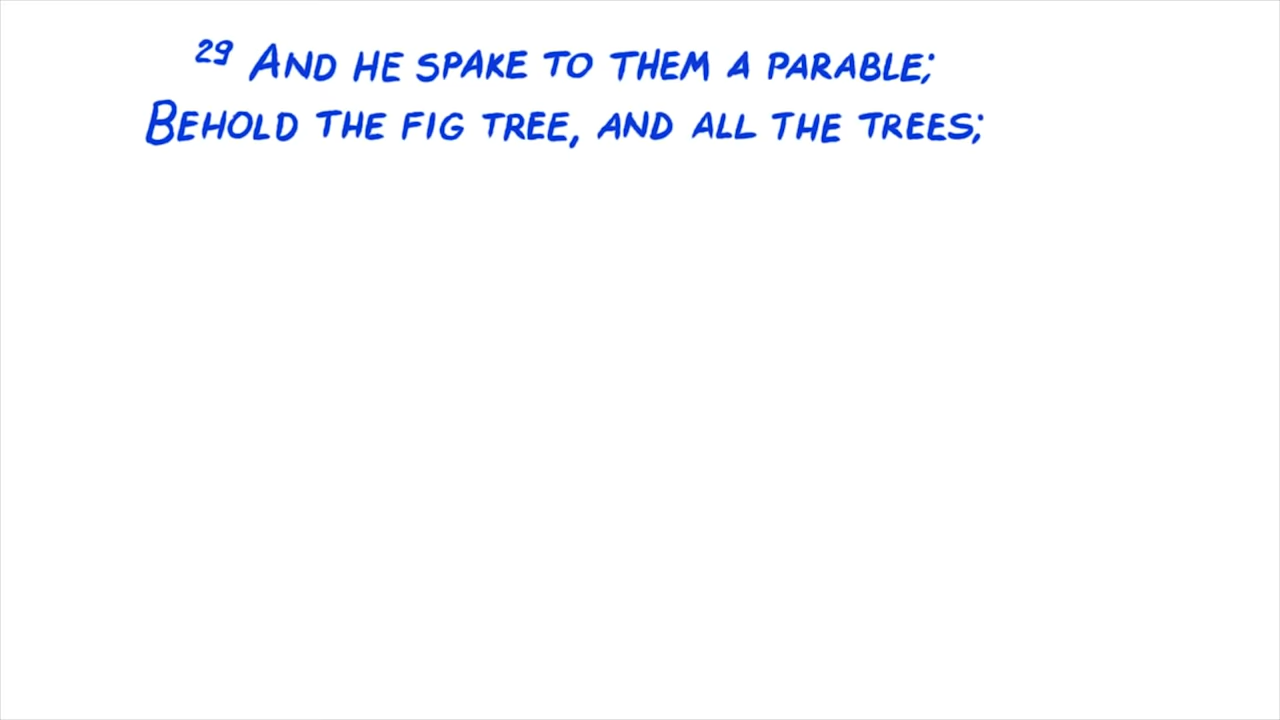 29 And he spake to them a parable;
Behold the fig tree, and all the trees;